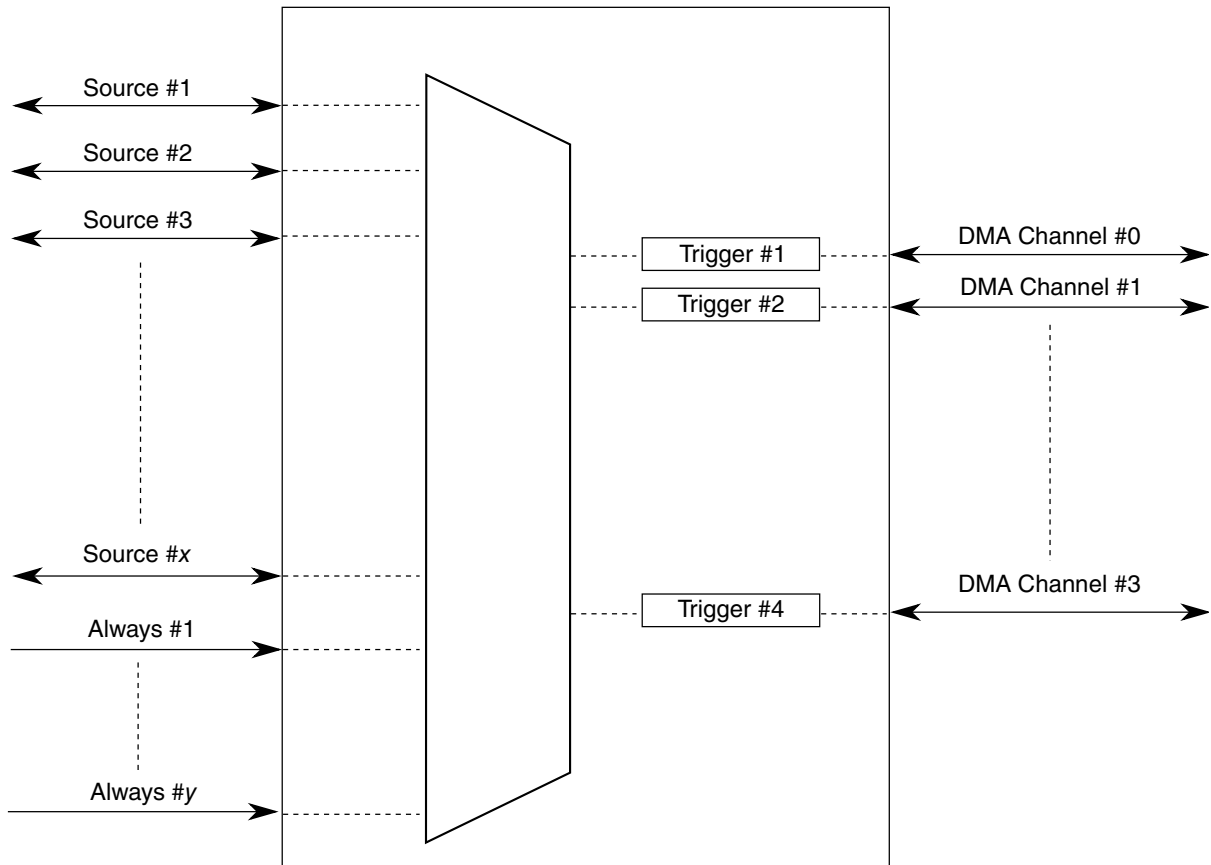 Source #1
Source #2
Source #3
Source #x
Always #1
Always #y
Trigger #1
Trigger #2
Trigger #4
DMA Channel #0
DMA Channel #1
DMA Channel #3